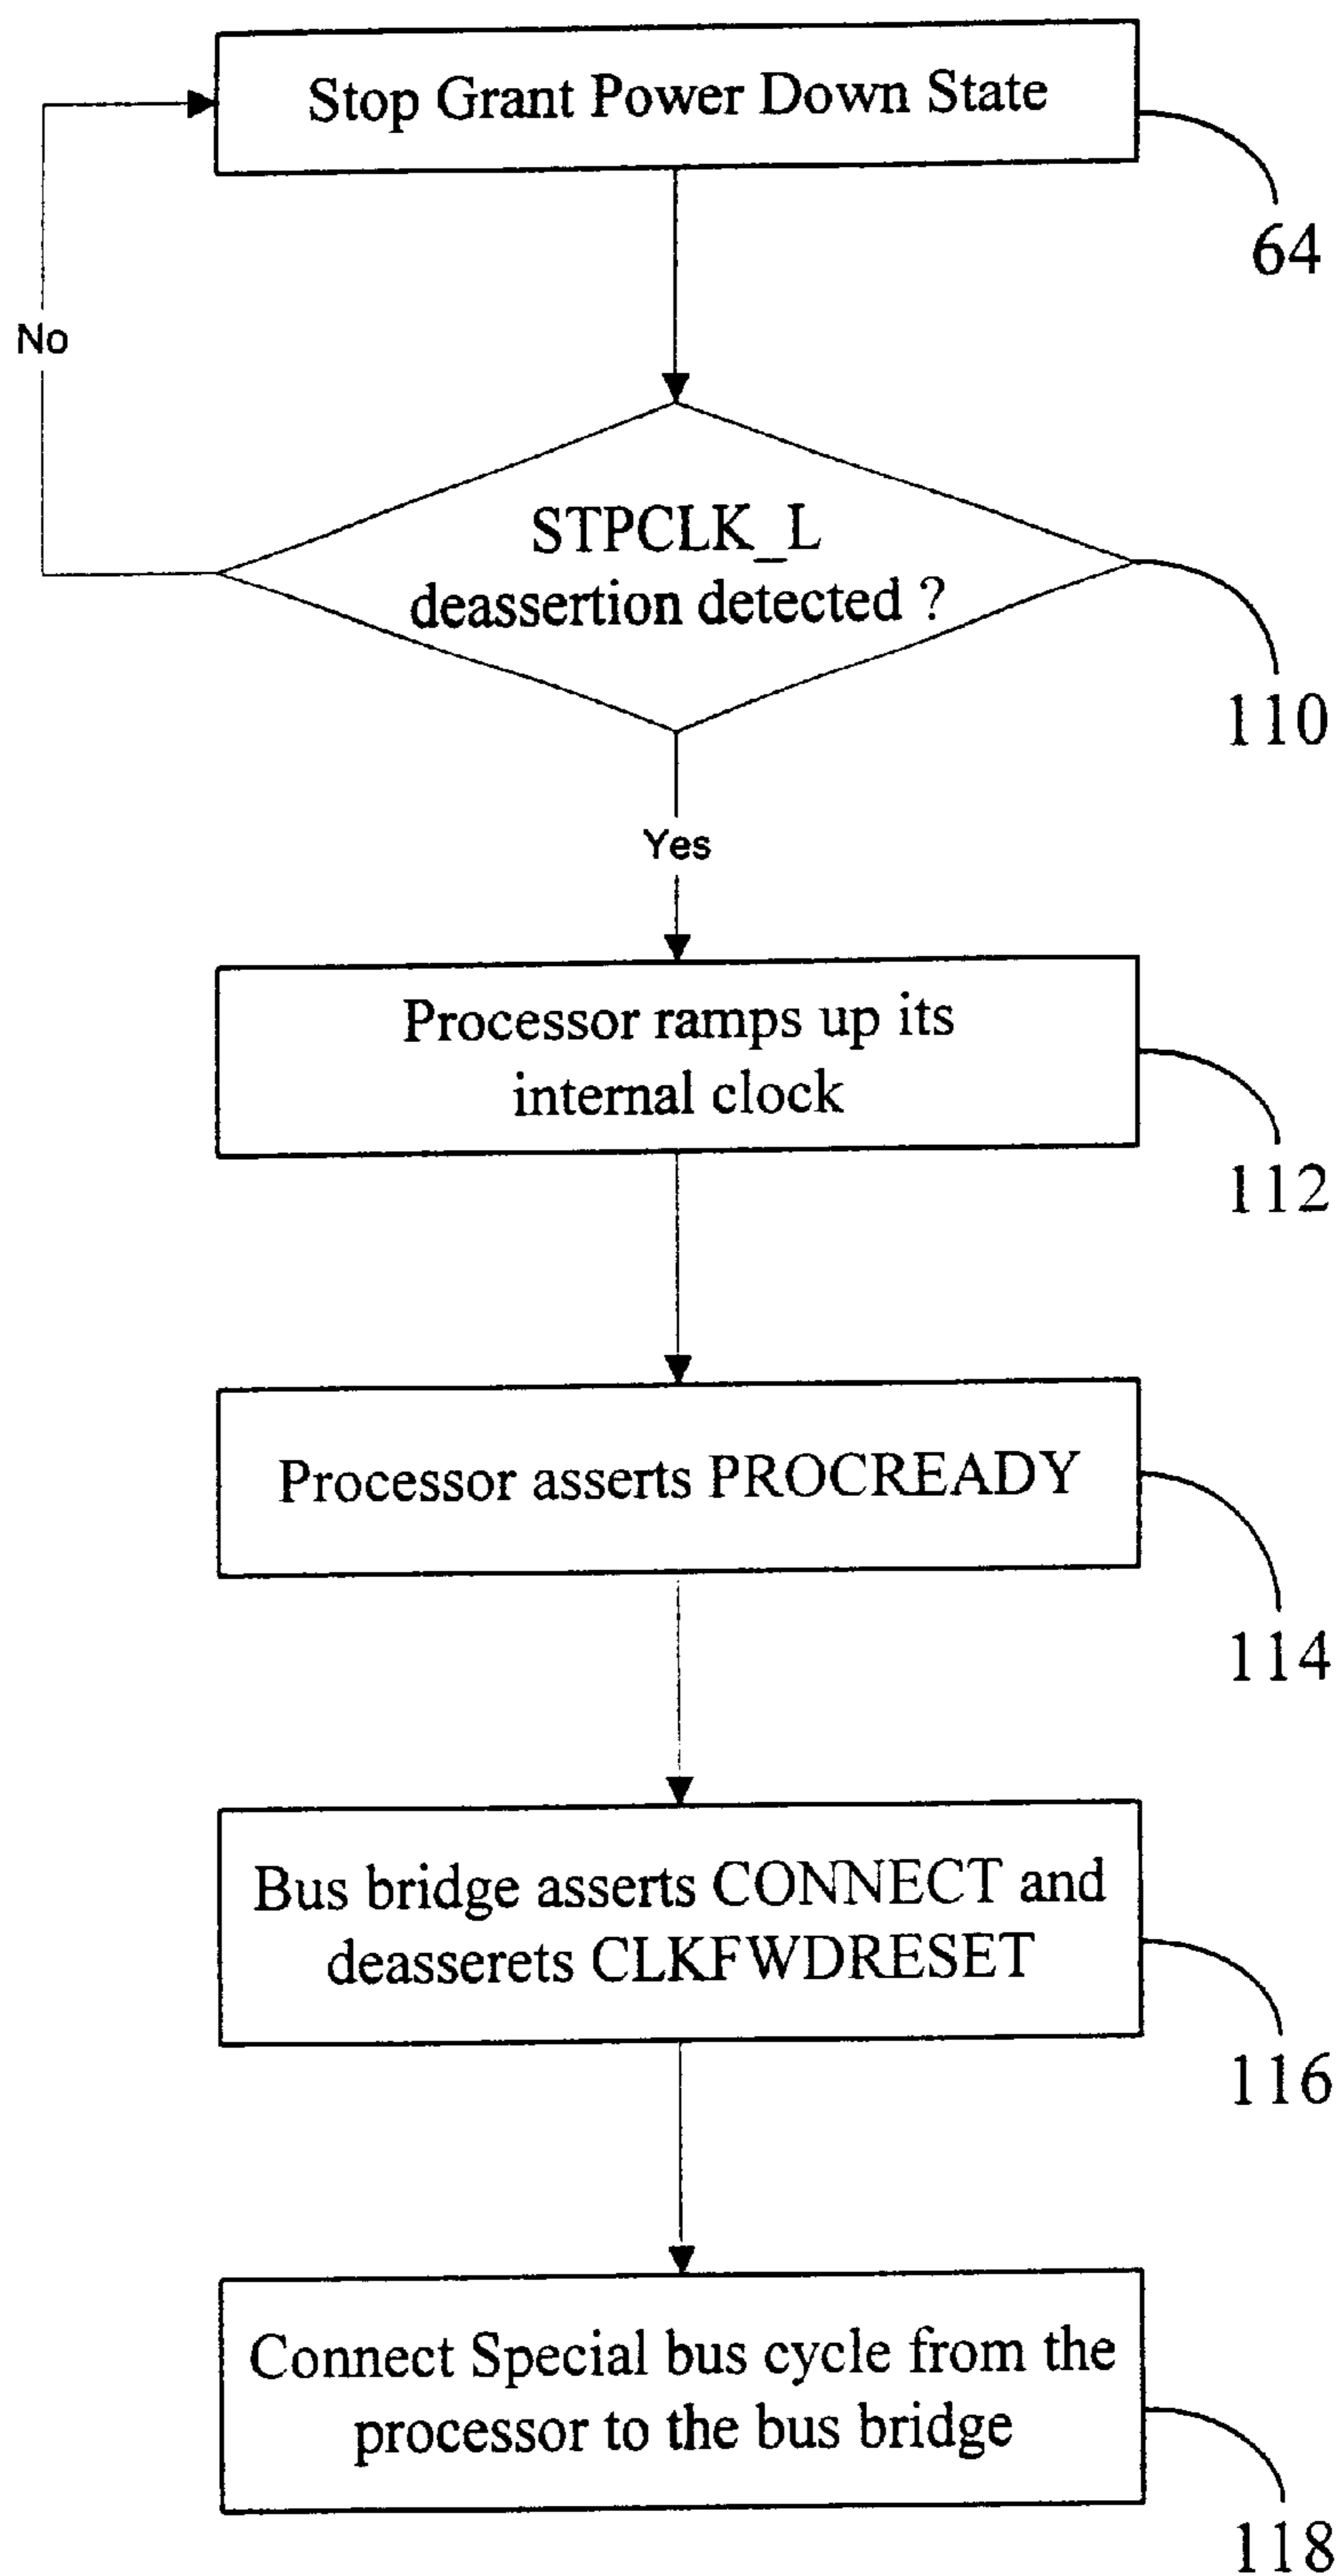 Stop Grant Power Down State
64
No
STPCLK_L
deassertion detected ?
110
Yes
Processor ramps up its
internal clock
112
Processor asserts PROCREADY
114
Bus bridge asserts CONNECT and
deasserets CLKFWDRESET
116
Connect Special bus cycle from the
processor to the bus bridge
118